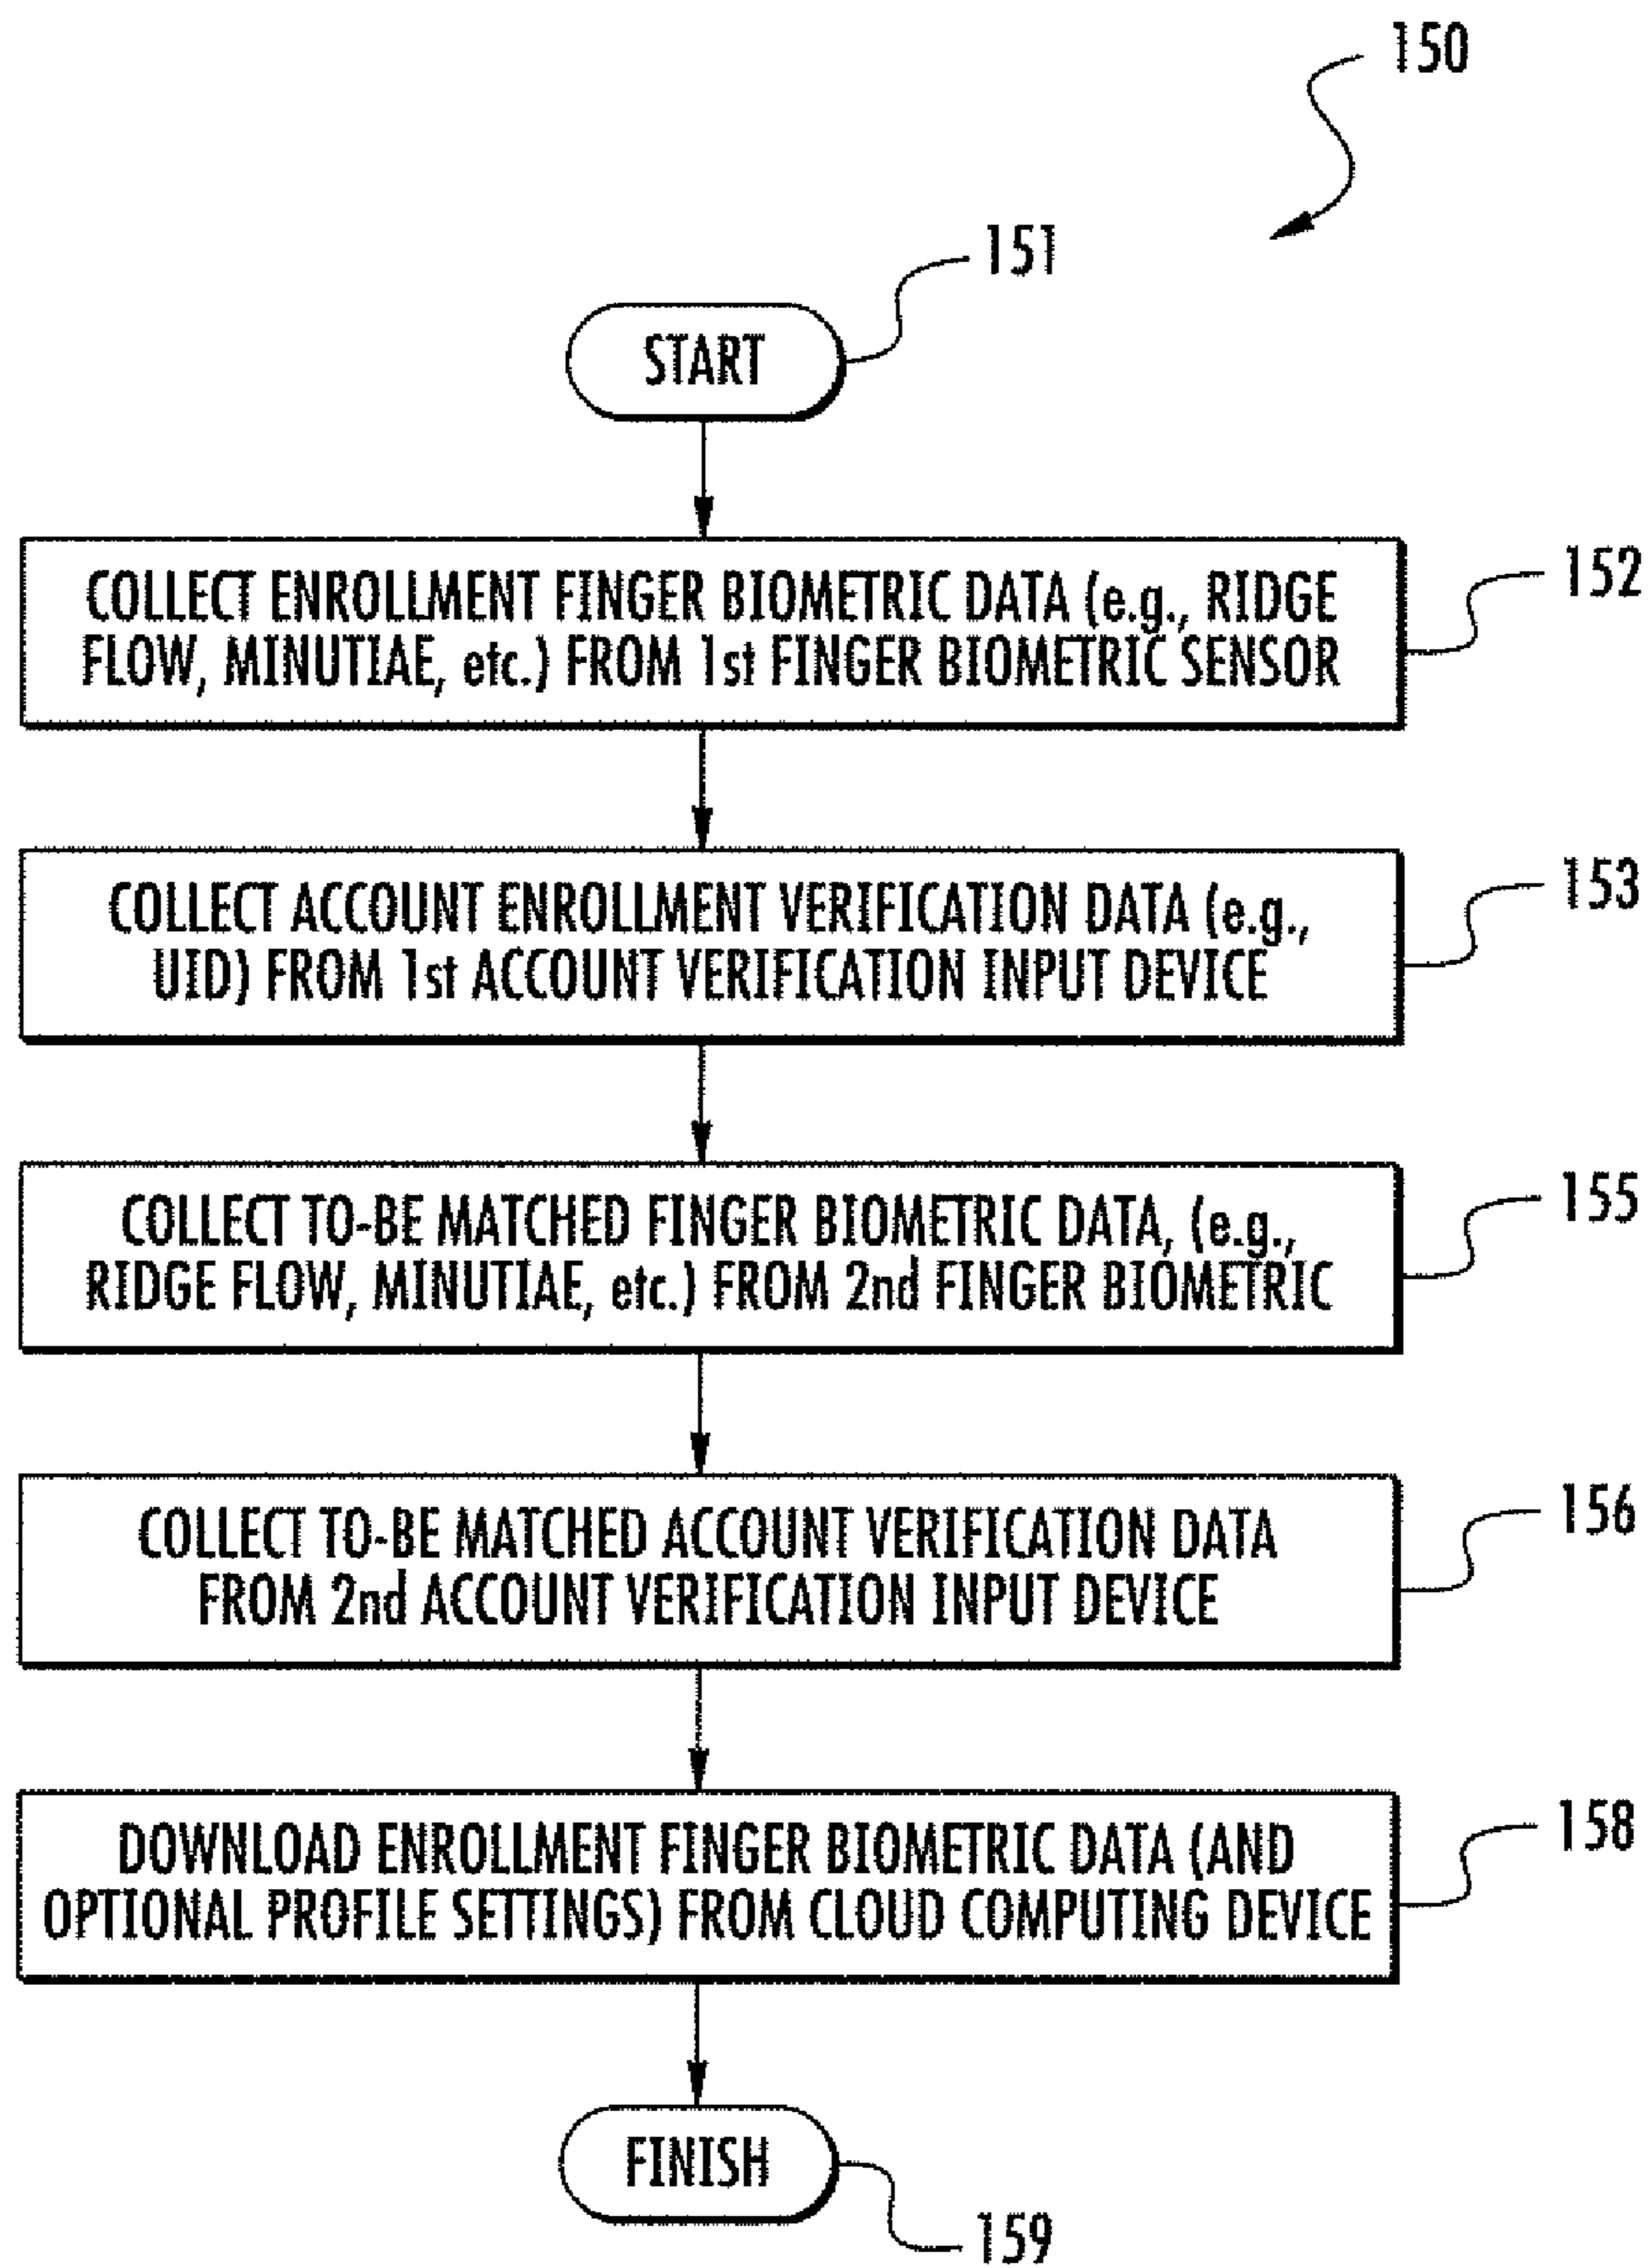 150
151
START
COLLECT ENROLLMENT FINGER BIOMETRIC DATA (e.g., RIDGE
FLOW, MINUTIAE, etc.) FROM 1st FINGER BIOMETRIC SENSOR
152
COLLECT ACCOUNT ENROLLMENT VERIFICATION DATA (e.g.,
UID) FROM 1st ACCOUNT VERIFICATION INPUT DEVICE
153
COLLECT TO-BE MATCHED FINGER BIOMETRIC DATA, (e.g.,
RIDGE FLOW, MINUTIAE, etc.) FROM 2nd FINGER BIOMETRIC
155
COLLECT TO-BE MATCHED ACCOUNT VERIFICATION DATA
FROM 2nd ACCOUNT VERIFICATION INPUT DEVICE
156
DOWNLOAD ENROLLMENT FINGER BIOMETRIC DATA (AND
OPTIONAL PROFILE SETTINGS) FROM CLOUD COMPUTING DEVICE
158
FINISH
159